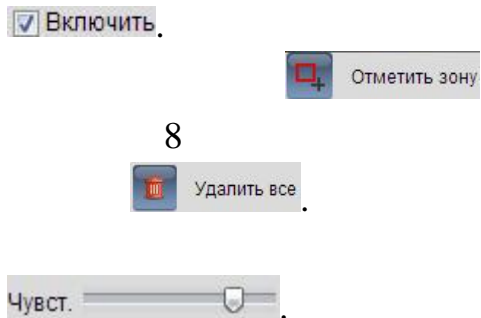 Включить.
Отметить зону
8
Удалить все.
Чувст. .